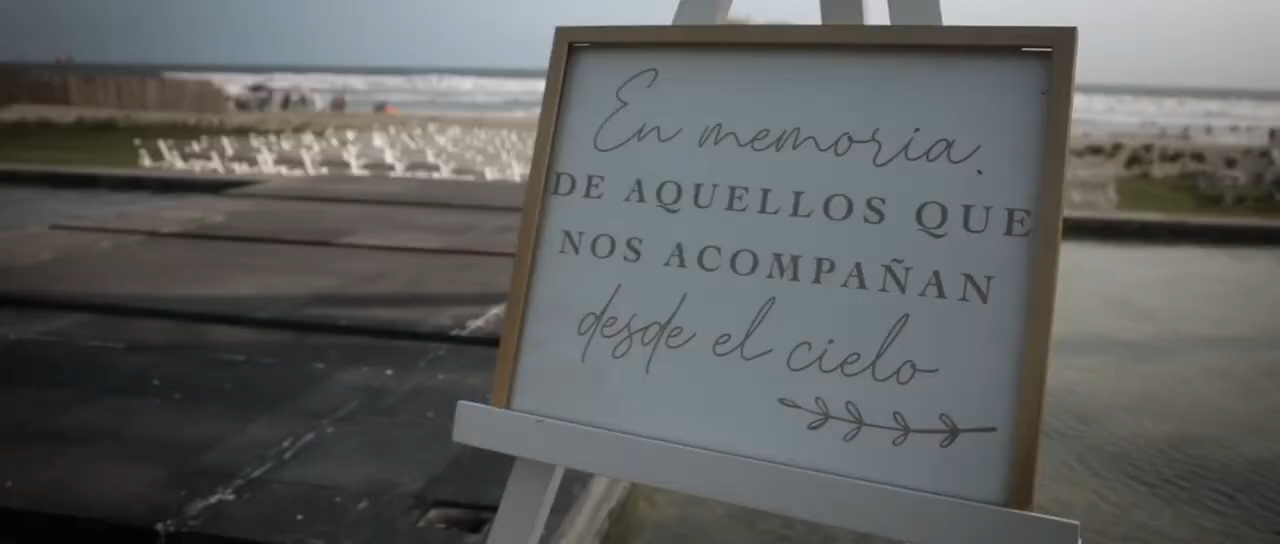 En memoria.
DE AQUELLOS QUE
NOS ACOMPAÑAN
desde el cielo